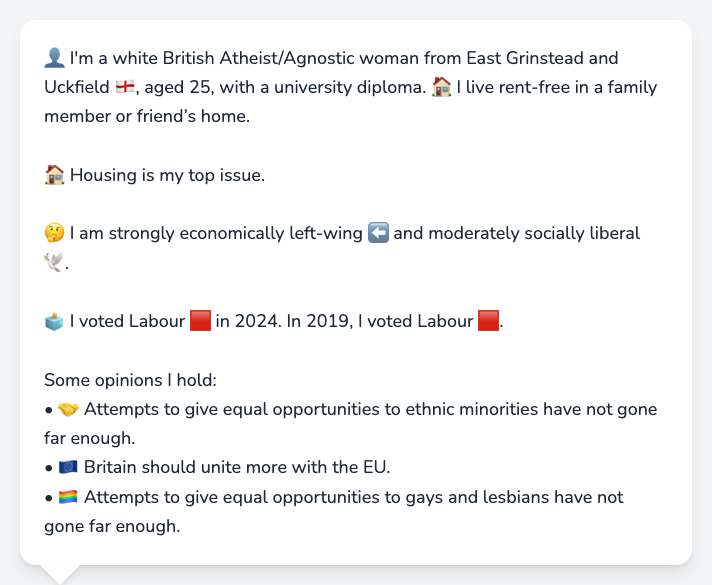 👤 I'm a white British Atheist/Agnostic woman from East Grinstead and
Uckfield 🏴󠁧󠁢󠁥󠁮󠁧󠁿, aged 25, with a university diploma. 🏠 I live rent-free in a family
member or friend’s home.
🏠 Housing is my top issue.
🤔 I am strongly economically left-wing ⬅️ and moderately socially liberal
🕊️.
🗳️ I voted Labour 🟥 in 2024. In 2019, I voted Labour 🟥.
Some opinions I hold:
• 🤝 Attempts to give equal opportunities to ethnic minorities have not gone
far enough.
• 🇪🇺 Britain should unite more with the EU.
• 🏳️‍🌈 Attempts to give equal opportunities to gays and lesbians have not
gone far enough.